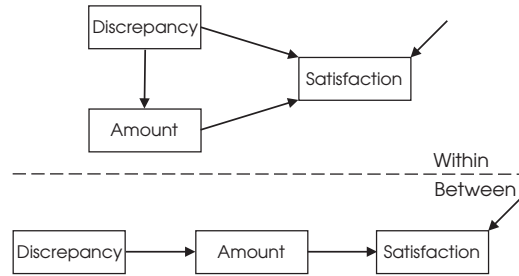 Discrepancy
Satisfaction
Amount
Within
Between
Discrepancy Amount Satisfaction